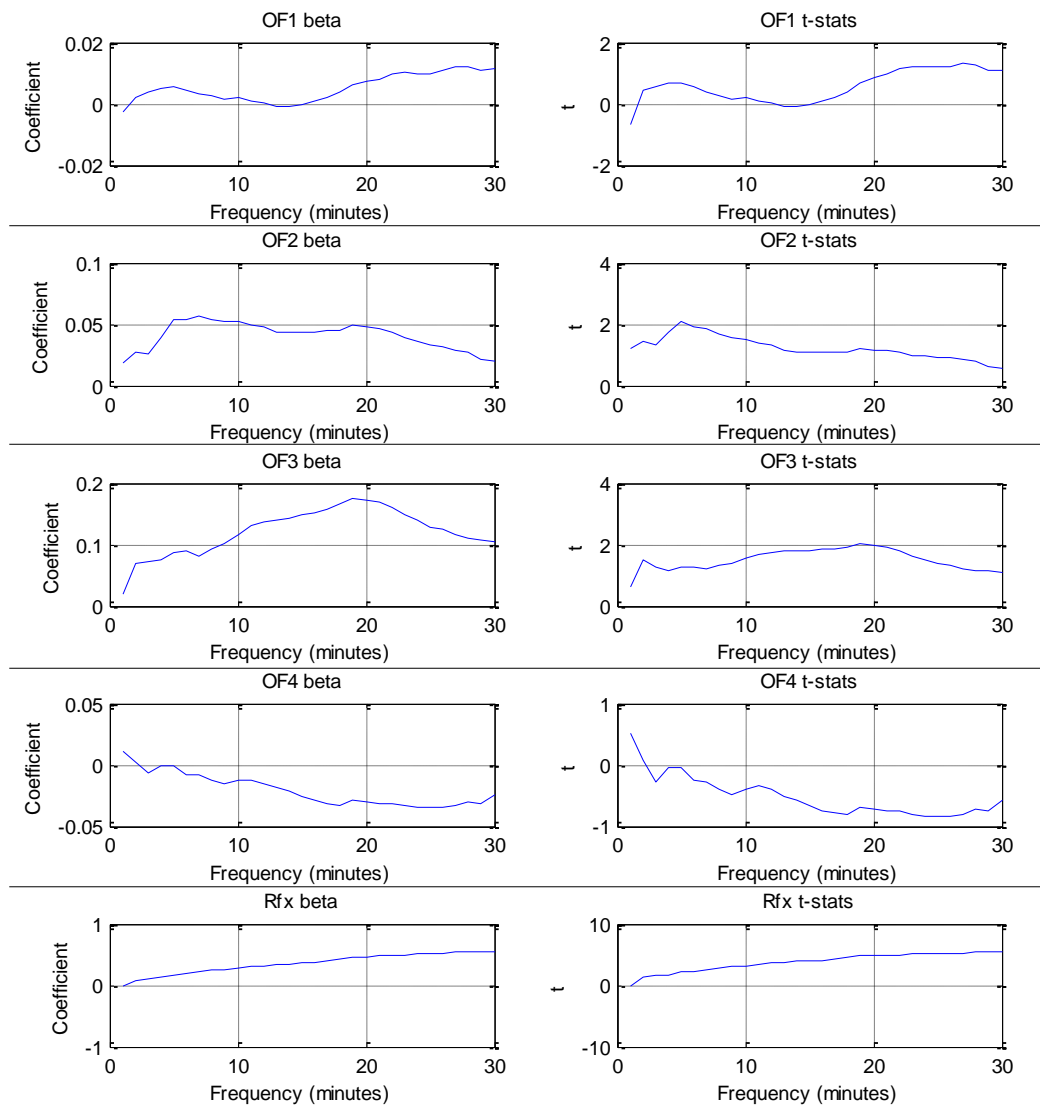 OF1 beta
0.02
0
-0.02
Coefficient
0 10 20 30
Frequency (minutes)
OF1 t-stats
2
0
-2
t
0 10 20 30
Frequency (minutes)
OF2 beta
0.1
0.05
0
Coefficient
0 10 20 30
Frequency (minutes)
OF2 t-stats
4
2
0
t
0 10 20 30
Frequency (minutes)
OF3 beta
0.2
0.1
0
Coefficient
0 10 20 30
Frequency (minutes)
OF3 t-stats
4
2
0
t
0 10 20 30
Frequency (minutes)
OF4 beta
0.05
0
-0.05
Coefficient
0 10 20 30
Frequency (minutes)
OF4 t-stats
1
0
-1
t
0 10 20 30
Frequency (minutes)
Rfx beta
1
0
-1
Coefficient
0 10 20 30
Frequency (minutes)
Rfx t-stats
10
0
-10
t
0 10 20 30
Frequency (minutes)